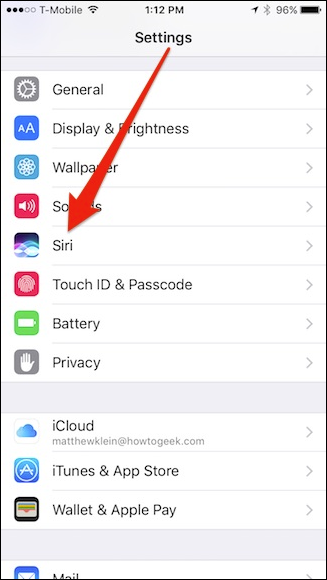 T-Mobile 1:12 PM 96%
Settings
General
Display & Brightness
Wallpaper
Sounds
Siri
Touch ID & Passcode
Battery
Privacy
iCloud
matthewklein@howtogeek.com
iTunes & App Store
Wallet & Apple Pay
Mail